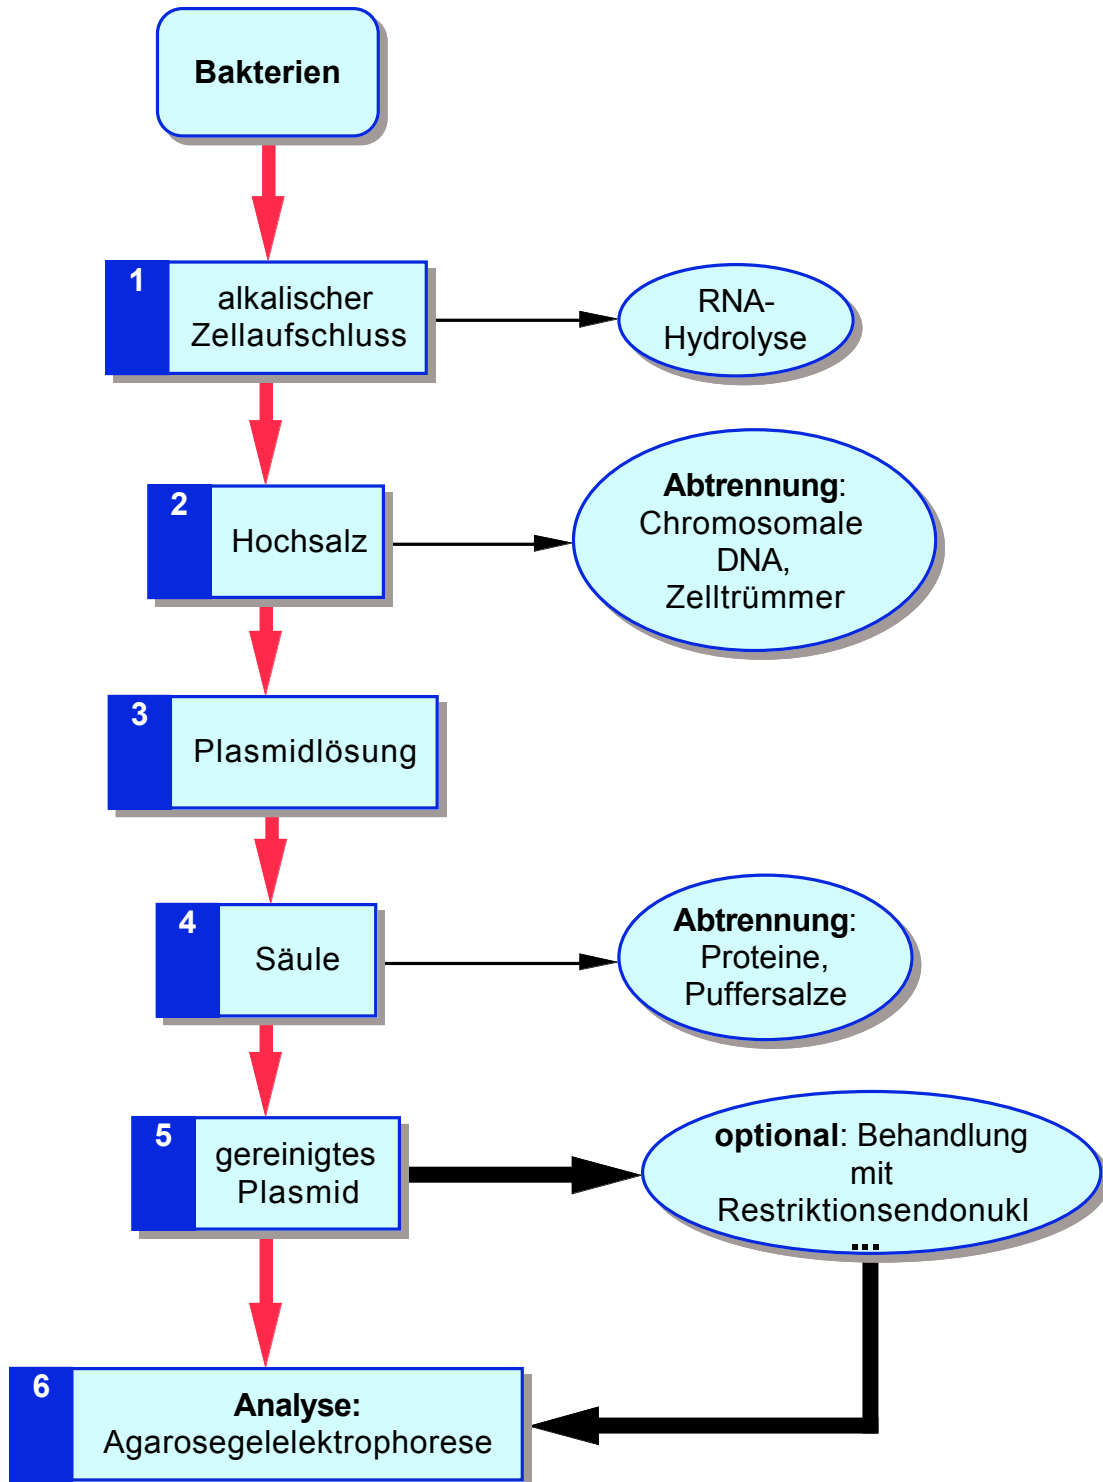 Bakterien
1
alkalischer
Zellaufschluss
RNA-
Hydrolyse
2
Hochsalz
Abtrennung:
Chromosomale
DNA,
Zelltrümmer
3
Plasmidlösung
4
Säule
Abtrennung:
Proteine,
Puffersalze
5
gereinigtes
Plasmid
optional: Behandlung
mit
Restriktionsendonukl
...
6
Analyse:
Agarosegelelektrophorese